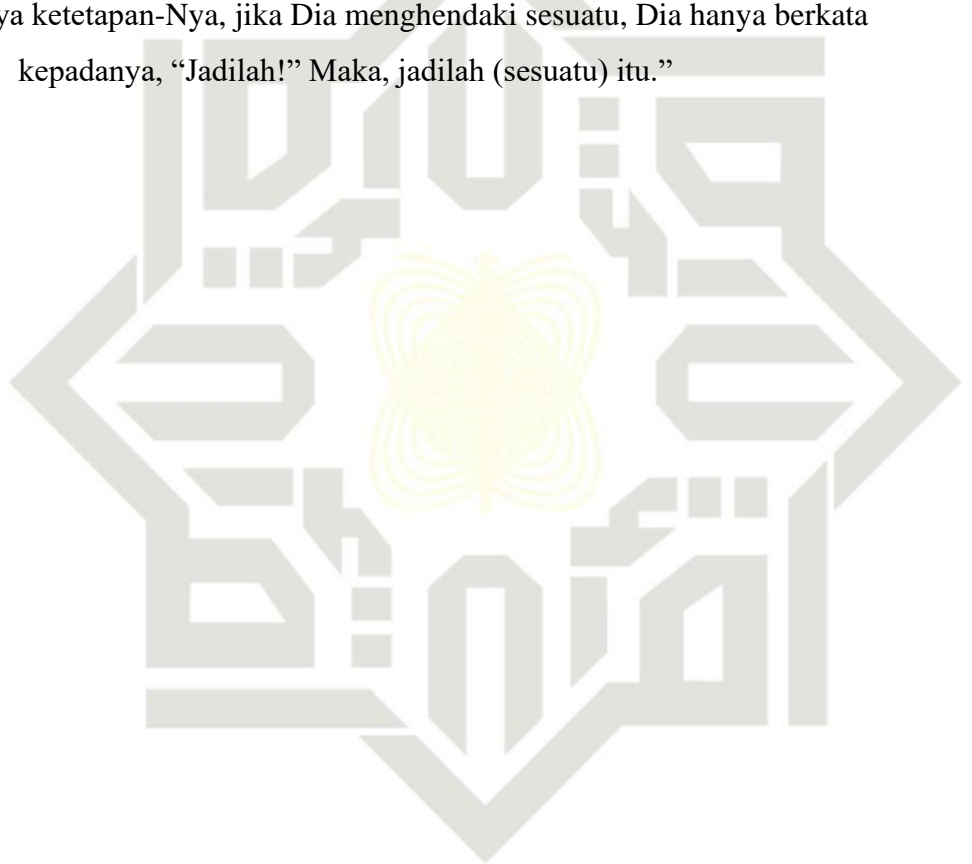 ya ketetapan-Nya, jika Dia menghendaki sesuatu, Dia hanya berkata
kepadanya, “Jadilah!” Maka, jadilah (sesuatu) itu.”